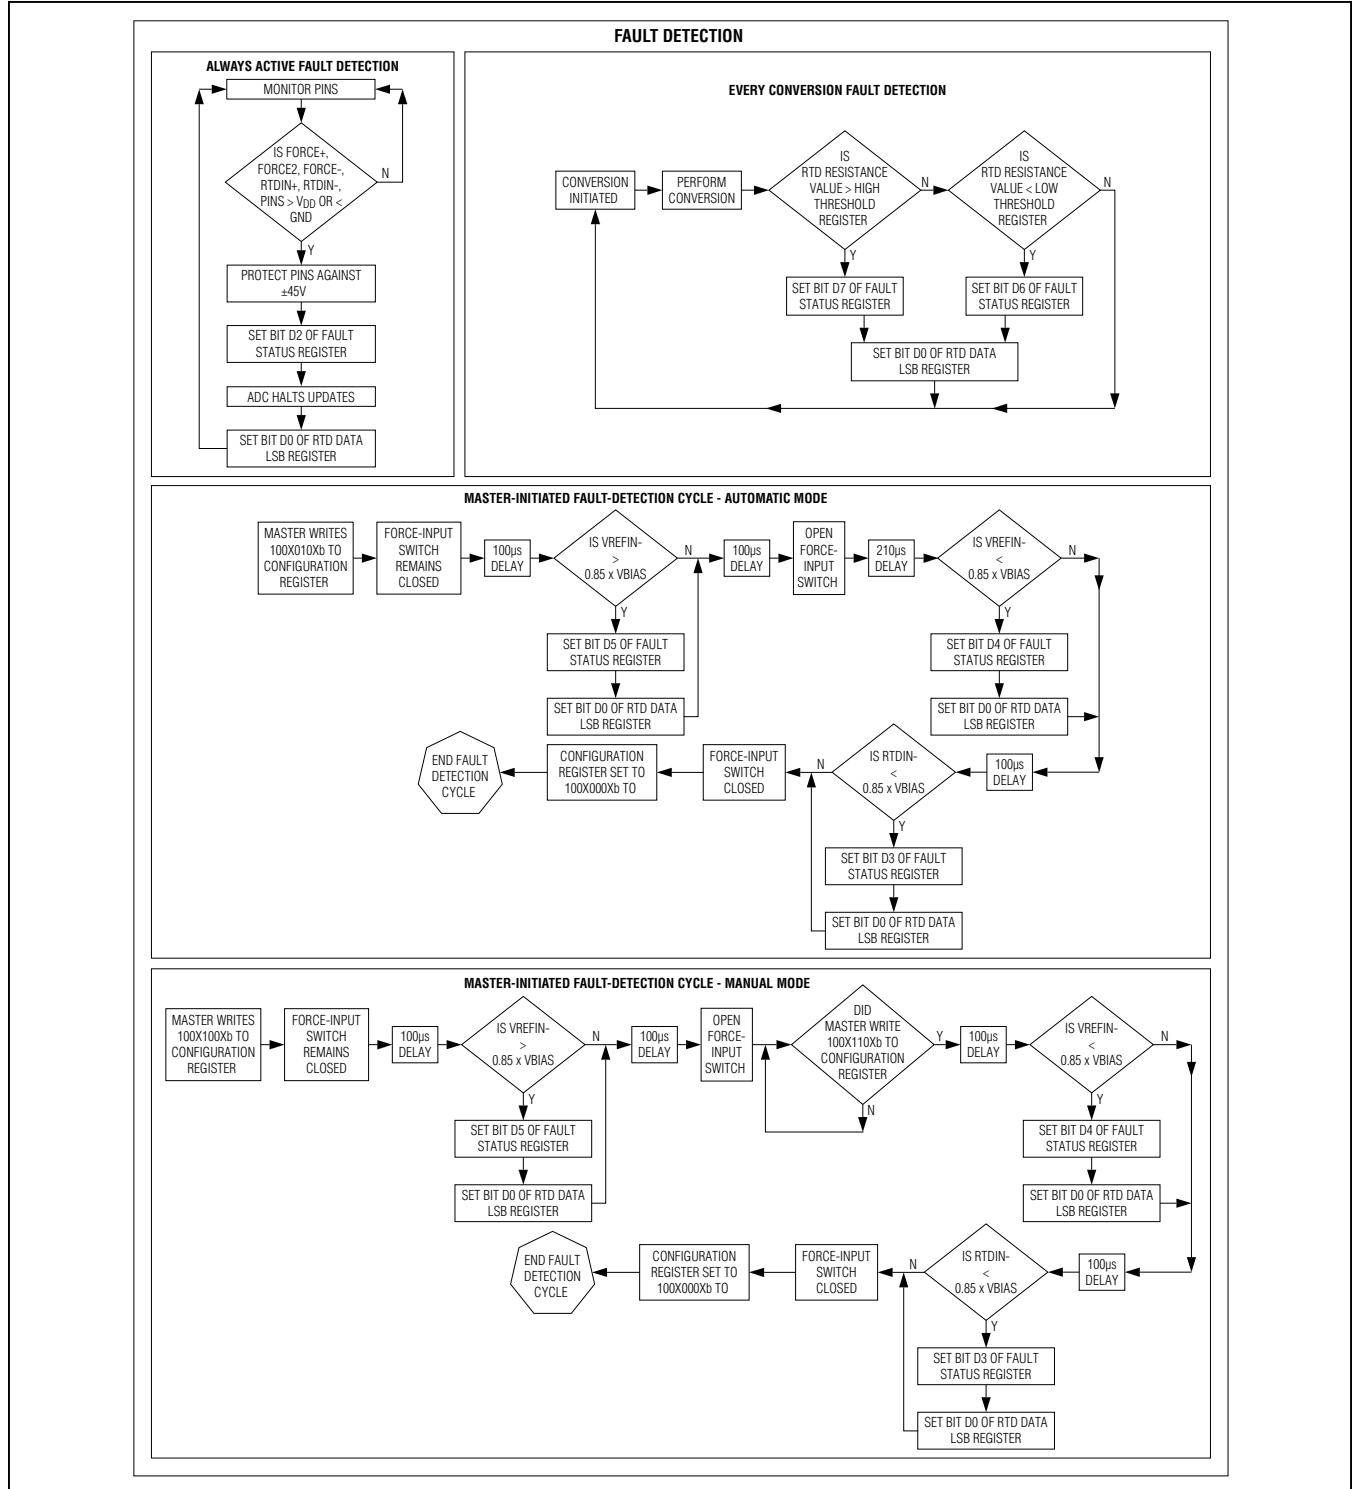 FAULT DETECTION
ALWAYS ACTIVE FAULT DETECTION
MONITOR PINS
IS FORCE+,
FORCE2, FORCE-,
RTDIN+, RTDIN-,
PINS > VDD OR <
GND
N
Y
PROTECT PINS AGAINST
±45V
SET BIT D2 OF FAULT
STATUS REGISTER
ADC HALTS UPDATES
SET BIT D0 OF RTD DATA
LSB REGISTER
EVERY CONVERSION FAULT DETECTION
CONVERSION
INITIATED
PERFORM
CONVERSION
IS
RTD RESISTANCE
VALUE > HIGH
THRESHOLD
REGISTER
N
Y
IS
RTD RESISTANCE
VALUE < LOW
THRESHOLD
REGISTER
N
Y
SET BIT D7 OF FAULT
STATUS REGISTER
SET BIT D6 OF FAULT
STATUS REGISTER
SET BIT D0 OF RTD DATA
LSB REGISTER
MASTER-INITIATED FAULT-DETECTION CYCLE - AUTOMATIC MODE
MASTER WRITES
100X010Xb TO
CONFIGURATION
REGISTER
FORCE-INPUT
SWITCH
REMAINS
CLOSED
100µs
DELAY
IS VREFIN-
>
0.85 x VBIAS
N
Y
SET BIT D5 OF FAULT
STATUS REGISTER
SET BIT D0 OF RTD DATA
LSB REGISTER
100µs
DELAY
OPEN
FORCE-
INPUT
SWITCH
210µs
DELAY
IS VREFIN-
<
0.85 x VBIAS
N
Y
SET BIT D4 OF FAULT
STATUS REGISTER
SET BIT D0 OF RTD DATA
LSB REGISTER
100µs
DELAY
IS RTDIN-
<
0.85 x VBIAS
N
Y
SET BIT D3 OF FAULT
STATUS REGISTER
SET BIT D0 OF RTD DATA
LSB REGISTER
FORCE-INPUT
SWITCH
CLOSED
CONFIGURATION
REGISTER SET TO
100X000Xb TO
END FAULT
DETECTION
CYCLE
MASTER-INITIATED FAULT-DETECTION CYCLE - MANUAL MODE
MASTER WRITES
100X100Xb TO
CONFIGURATION
REGISTER
FORCE-INPUT
SWITCH
REMAINS
CLOSED
100µs
DELAY
IS VREFIN-
>
0.85 x VBIAS
N
Y
SET BIT D5 OF FAULT
STATUS REGISTER
SET BIT D0 OF RTD DATA
LSB REGISTER
100µs
DELAY
OPEN
FORCE-
INPUT
SWITCH
DID
MASTER WRITE
100X110Xb TO
CONFIGURATION
REGISTER
Y
N
100µs
DELAY
IS VREFIN-
<
0.85 x VBIAS
N
Y
SET BIT D4 OF FAULT
STATUS REGISTER
SET BIT D0 OF RTD DATA
LSB REGISTER
100µs
DELAY
IS RTDIN-
<
0.85 x VBIAS
N
Y
SET BIT D3 OF FAULT
STATUS REGISTER
SET BIT D0 OF RTD DATA
LSB REGISTER
FORCE-INPUT
SWITCH
CLOSED
CONFIGURATION
REGISTER SET TO
100X000Xb TO
END FAULT
DETECTION
CYCLE